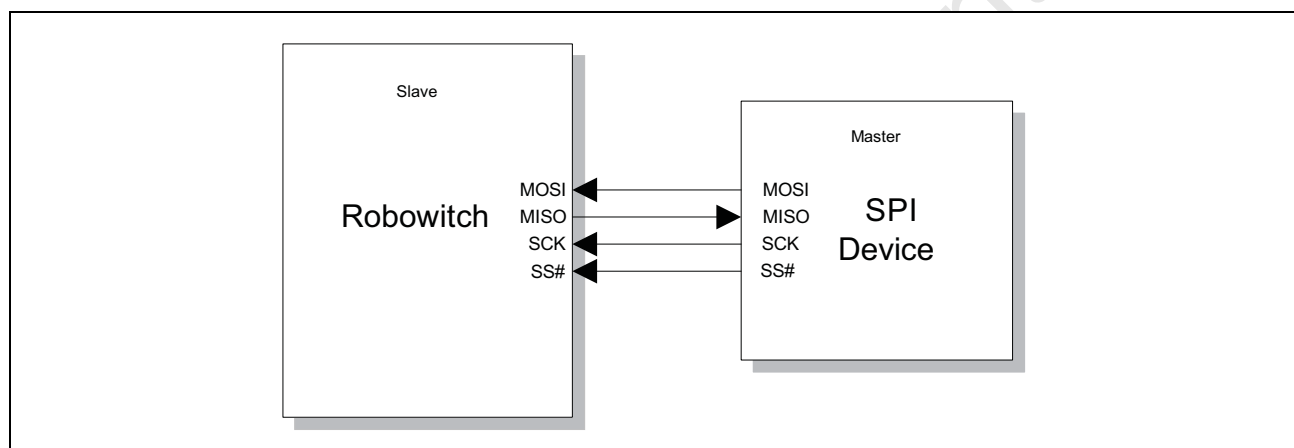 Slave
Robowitch
MOSI
MISO
SCK
SS#
Master
SPI
Device
MOSI
MISO
SCK
SS#